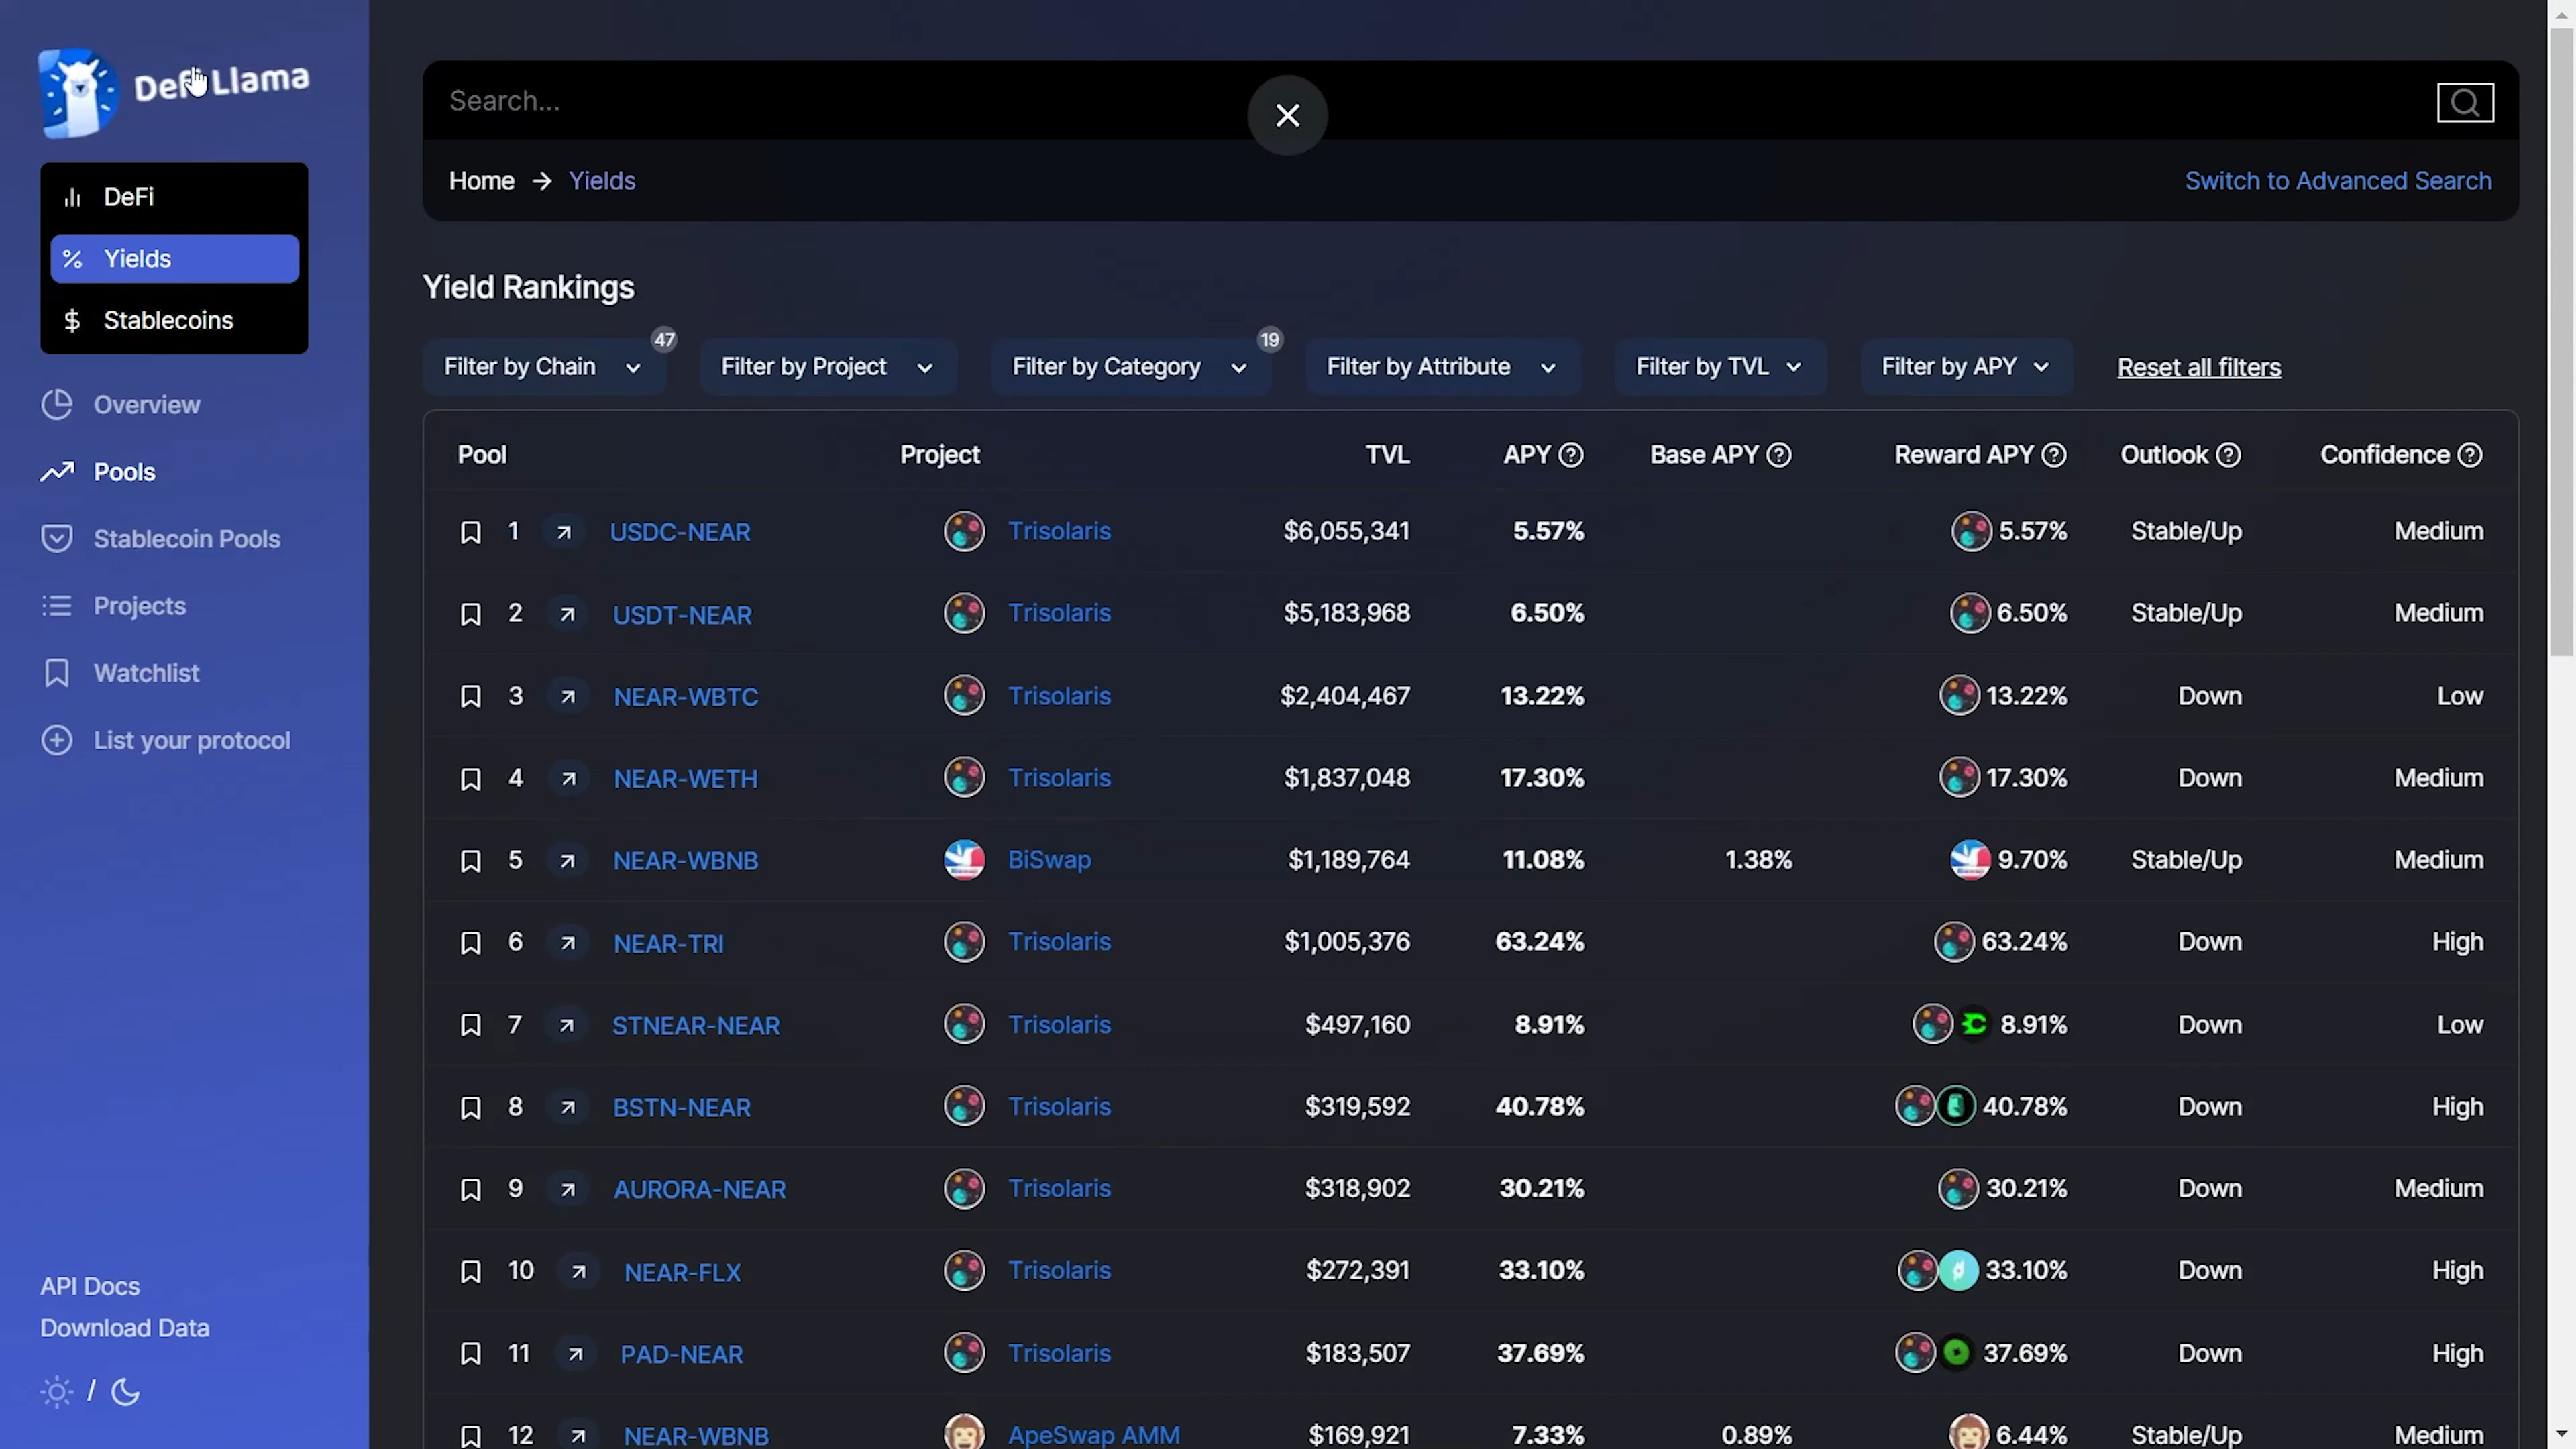 Defi Llama
DeFi
Yields
Stablecoins
Overview
Pools
Stablecoin Pools
Projects
Watchlist
List your protocol
API Docs
Download Data
/
Search...
Home → Yields
Switch to Advanced Search
Yield Rankings
Filter by Chain 47 Filter by Project Filter by Category 19 Filter by Attribute Filter by TVL Filter by APY Reset all filters
Pool Project TVL APY Base APY Reward APY Outlook Confidence
1 USDC-NEAR Trisolaris $6,055,341 5.57% 5.57% Stable/Up Medium
2 USDT-NEAR Trisolaris $5,183,968 6.50% 6.50% Stable/Up Medium
3 NEAR-WBTC Trisolaris $2,404,467 13.22% 13.22% Down Low
4 NEAR-WETH Trisolaris $1,837,048 17.30% 17.30% Down Medium
5 NEAR-WBNB BiSwap $1,189,764 11.08% 1.38% 9.70% Stable/Up Medium
6 NEAR-TRI Trisolaris $1,005,376 63.24% 63.24% Down High
7 STNEAR-NEAR Trisolaris $497,160 8.91% 8.91% Down Low
8 BSTN-NEAR Trisolaris $319,592 40.78% 40.78% Down High
9 AURORA-NEAR Trisolaris $318,902 30.21% 30.21% Down Medium
10 NEAR-FLX Trisolaris $272,391 33.10% 33.10% Down High
11 PAD-NEAR Trisolaris $183,507 37.69% 37.69% Down High
12 NEAR-WBNB ApeSwap AMM $169,921 7.33% 0.89% 6.44% Stable/Up Medium